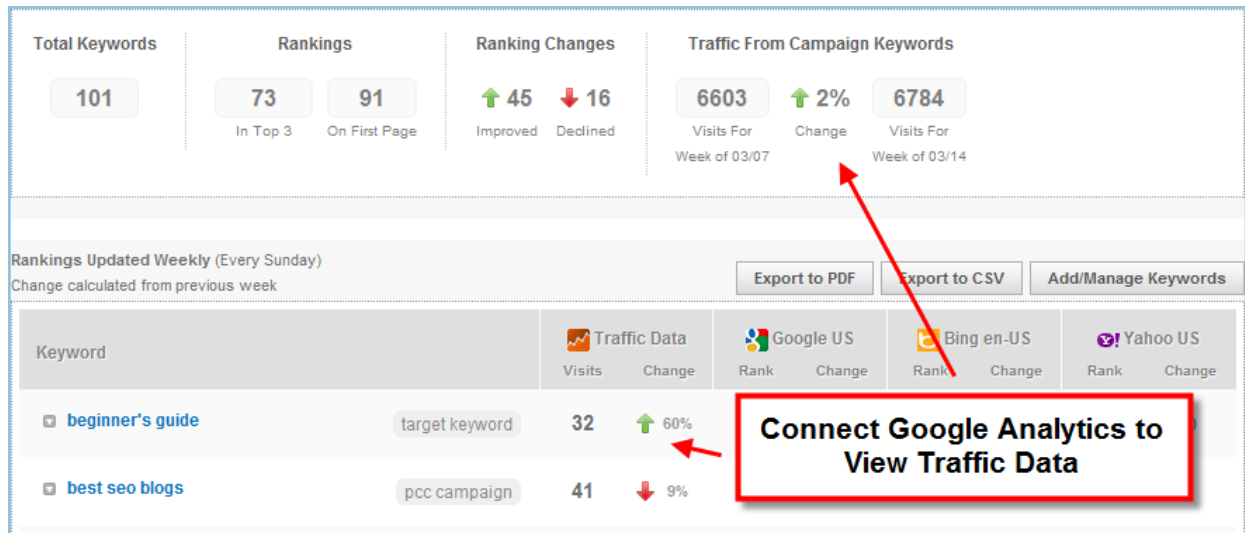 Total Keywords Rankings Ranking Changes Traffic From Campaign Keywords
101 73 91 45 16 6603 2% 6784
In Top 3 On First Page Improved Declined Visits For Change Visits For
Week of 03/07 Week of 03/14
Rankings Updated Weekly (Every Sunday)
Change calculated from previous week
Export to PDF Export to CSV Add/Manage Keywords
Keyword Traffic Data Google US Bing en-US Yahoo US
Visits Change Rank Change Rank Change Rank Change
beginner's guide target keyword 32 60%
best seo blogs pcc campaign 41 9%
Connect Google Analytics to
View Traffic Data